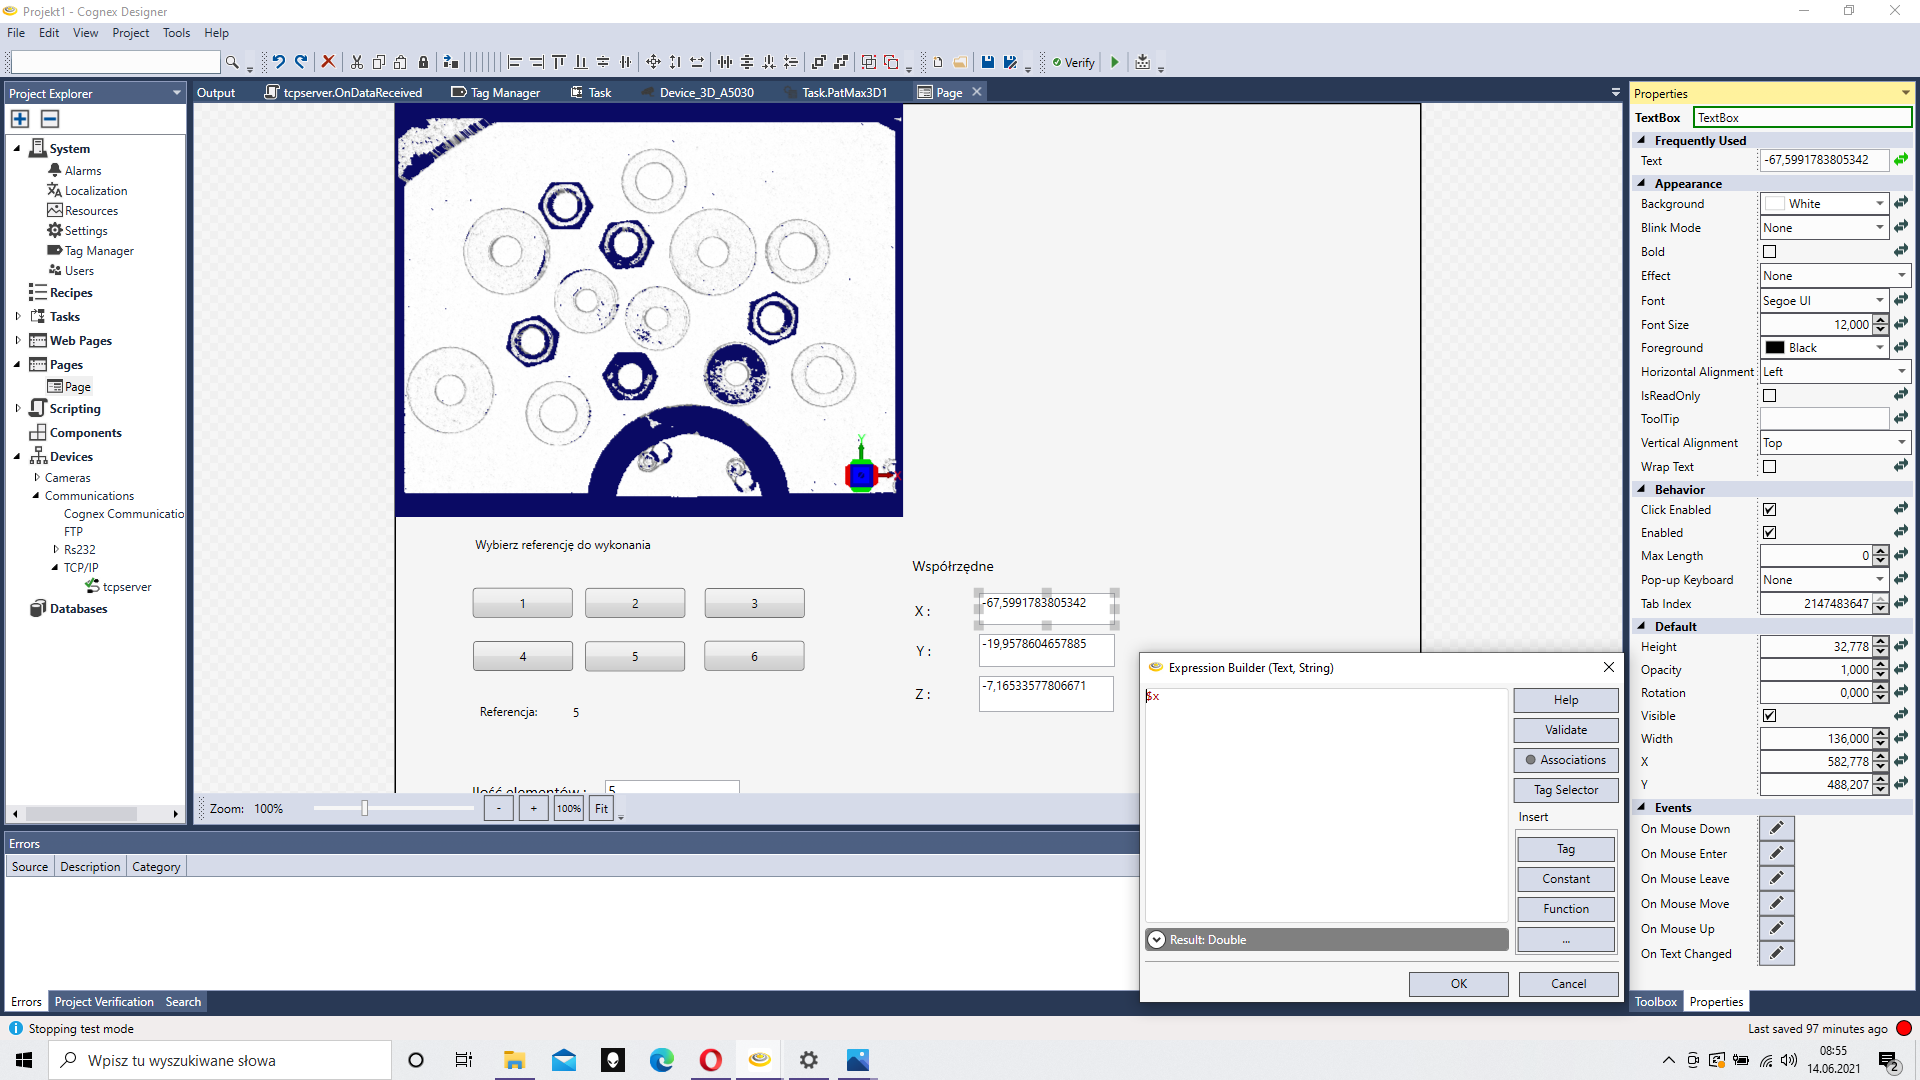 Projekt1 - Cognex Designer
File Edit View Project Tools Help
Verify
Project Explorer
System
Alarms
Localization
Resources
Settings
Tag Manager
Users
Recipes
Tasks
Web Pages
Pages
Page
Scripting
Components
Devices
Cameras
Communications
Cognex Communicatio
FTP
Rs232
TCP/IP
tcpserver
Databases
Output tcpserver.OnDataReceived Tag Manager Task Device_3D_A5030 Task.PatMax3D1 Page
Y
Wybierz referencję do wykonania
1 2 3
4 5 6
Referencja: 5
Współrzędne
X : -67,5991783805342
Y : -19,9578604657885
Z : -7,16533577806671
Ilość elementów : 5
Zoom: 100% - + 100% Fit
Expression Builder (Text, String)
$x
Help
Validate
Associations
Tag Selector
Insert
Tag
Constant
Function
...
Result: Double
OK Cancel
Properties
TextBox TextBox
Frequently Used
Text -67,5991783805342
Appearance
Background White
Blink Mode None
Bold
Effect None
Font Segoe UI
Font Size 12,000
Foreground Black
Horizontal Alignment Left
IsReadOnly
ToolTip
Vertical Alignment Top
Wrap Text
Behavior
Click Enabled
Enabled
Max Length 0
Pop-up Keyboard None
Tab Index 2147483647
Default
Height 32,778
Opacity 1,000
Rotation 0,000
Visible
Width 136,000
X 582,778
Y 488,207
Events
On Mouse Down
On Mouse Enter
On Mouse Leave
On Mouse Move
On Mouse Up
On Text Changed
Toolbox Properties
Errors
Source Description Category
Errors Project Verification Search
Stopping test mode
Last saved 97 minutes ago
Wpisz tu wyszukiwane słowa
08:55
14.06.2021
2